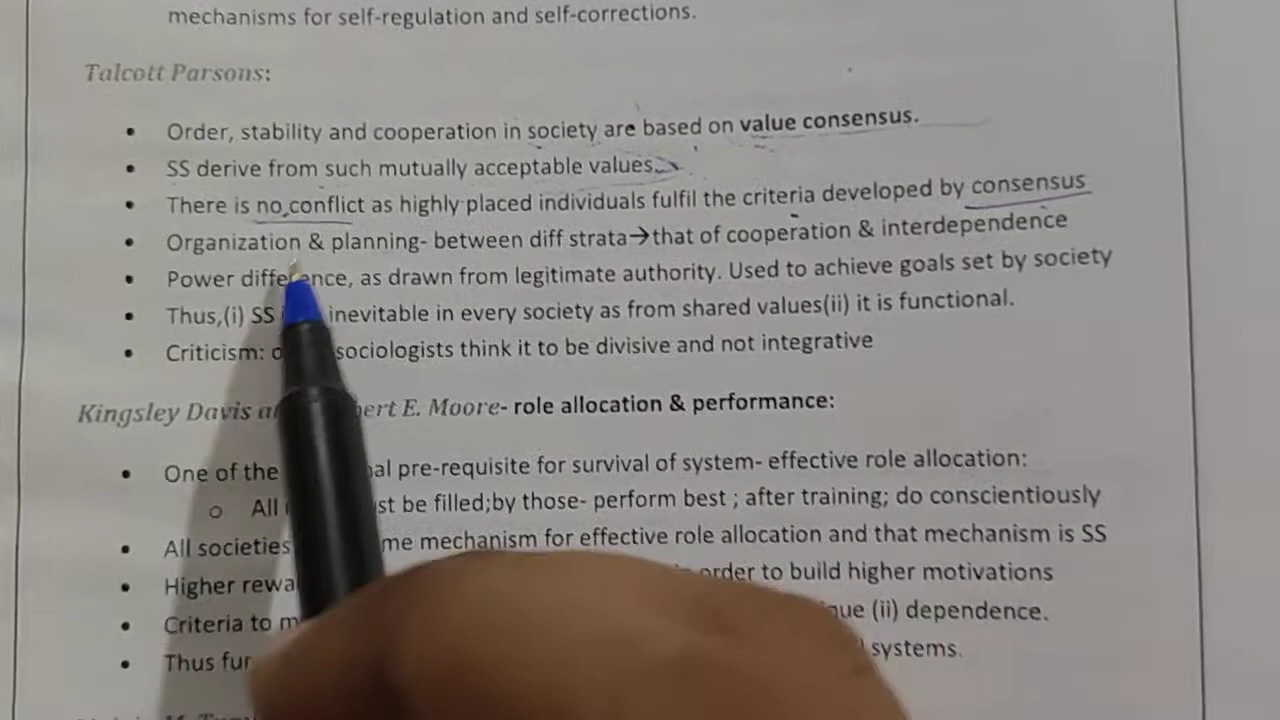 mechanisms for self-regulation and self-corrections.
Talcott Parsons:
• Order, stability and cooperation in society are based on value consensus.
• SS derive from such mutually acceptable values.
• There is no conflict as highly placed individuals fulfil the criteria developed by consensus
• Organization & planning- between diff strata→that of cooperation & interdependence
• Power difference, as drawn from legitimate authority. Used to achieve goals set by society
• Thus,(i) SS inevitable in every society as from shared values(ii) it is functional.
• Criticism: sociologists think it to be divisive and not integrative
Kingsley Davis E. Moore- role allocation & performance:
• One of the pre-requisite for survival of system- effective role allocation:
o All be filled;by those- perform best ; after training; do conscientiously
• All societies mechanism for effective role allocation and that mechanism is SS
• Higher order to build higher motivations
• Criteria to (ii) dependence.
• Thus systems.